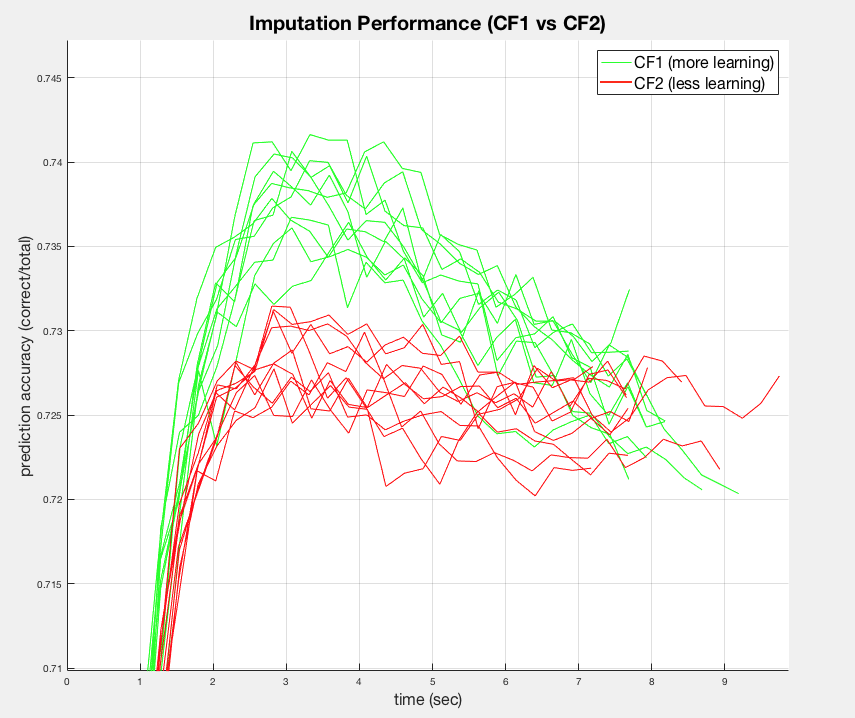 Imputation Performance (CF1 vs CF2)
CF1 (more learning)
CF2 (less learning)
prediction accuracy (correct/total)
0.745
0.74
0.735
0.73
0.725
0.72
0.715
0.71
0 1 2 3 4 5 6 7 8 9
time (sec)